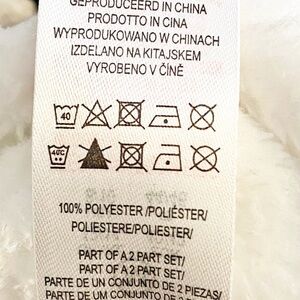 GEPRODUCEERD IN CHINA
PRODOTTO IN CINA
WYPRODUKOWANO W CHINACH
IZDELANO NA KITAJSKEM
VYROBENO V ČÍNĚ
40
40C
100% POLYESTER /POLIÉSTER/
POLIESTERE/POLIÉSTER/
PART OF A 2 PART SET/
PART OF A 2 PART SET/
PARTE DE UN CONJUNTO DE 2 PIEZAS/
PARTE DE UM CONJUNTO DE 2